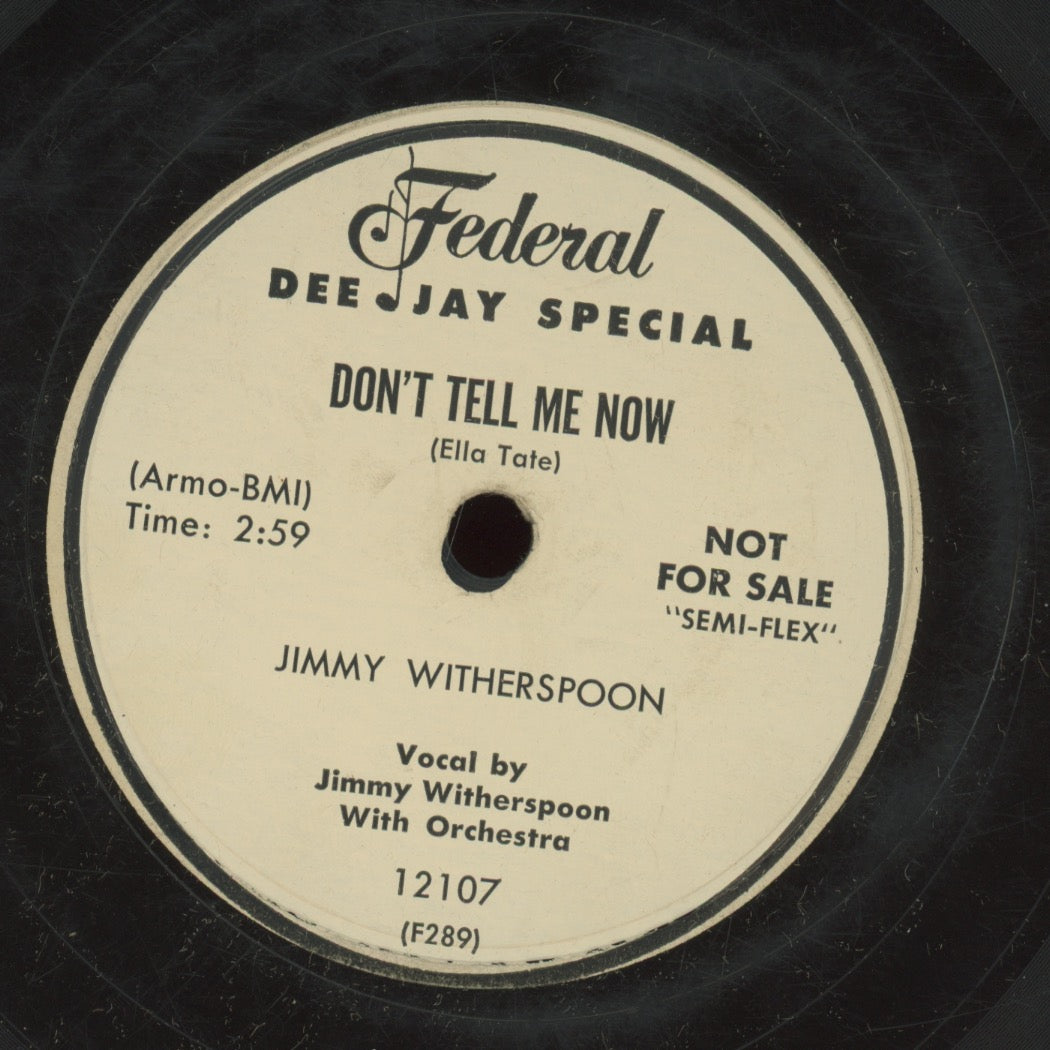 Federal
DEE JAY SPECIAL
DON'T TELL ME NOW
(Ella Tate)
(Armo-BMI)
Time: 2:59
NOT
FOR SALE
"SEMI-FLEX"
JIMMY WITHERSPOON
Vocal by
Jimmy Witherspoon
With Orchestra
12107
(F289)